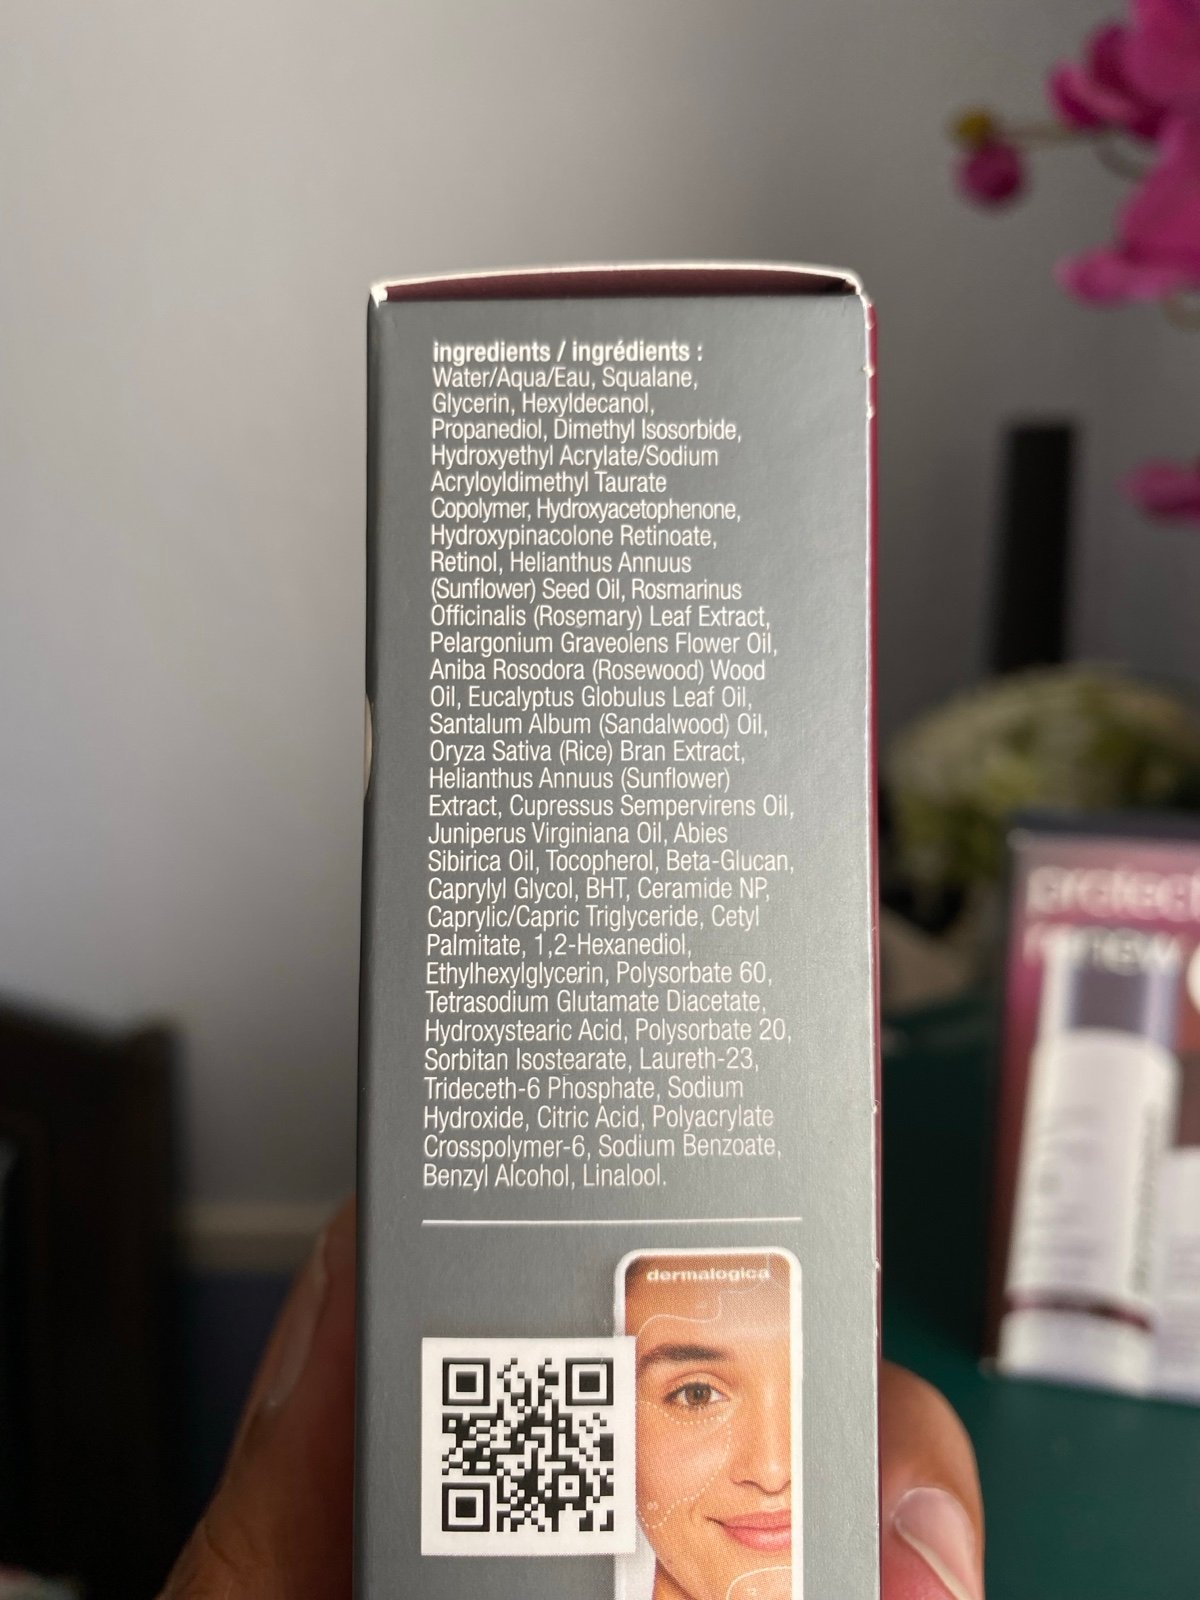 ingredients / ingrédients :
Water/Aqua/Eau, Squalane,
Glycerin, Hexyldecanol,
Propanediol, Dimethyl Isosorbide,
Hydroxyethyl Acrylate/Sodium
Acryloyldimethyl Taurate
Copolymer, Hydroxyacetophenone,
Hydroxypinacolone Retinoate,
Retinol, Helianthus Annuus
(Sunflower) Seed Oil, Rosmarinus
Officinalis (Rosemary) Leaf Extract,
Pelargonium Graveolens Flower Oil,
Aniba Rosodora (Rosewood) Wood
Oil, Eucalyptus Globulus Leaf Oil,
Santalum Album (Sandalwood) Oil,
Oryza Sativa (Rice) Bran Extract,
Helianthus Annuus (Sunflower)
Extract, Cupressus Sempervirens Oil,
Juniperus Virginiana Oil, Abies
Sibirica Oil, Tocopherol, Beta-Glucan,
Caprylyl Glycol, BHT, Ceramide NP,
Caprylic/Capric Triglyceride, Cetyl
Palmitate, 1,2-Hexanediol,
Ethylhexylglycerin, Polysorbate 60,
Tetrasodium Glutamate Diacetate,
Hydroxystearic Acid, Polysorbate 20,
Sorbitan Isostearate, Laureth-23,
Trideceth-6 Phosphate, Sodium
Hydroxide, Citric Acid, Polyacrylate
Crosspolymer-6, Sodium Benzoate,
Benzyl Alcohol, Linalool.
dermalogica
protect
renew